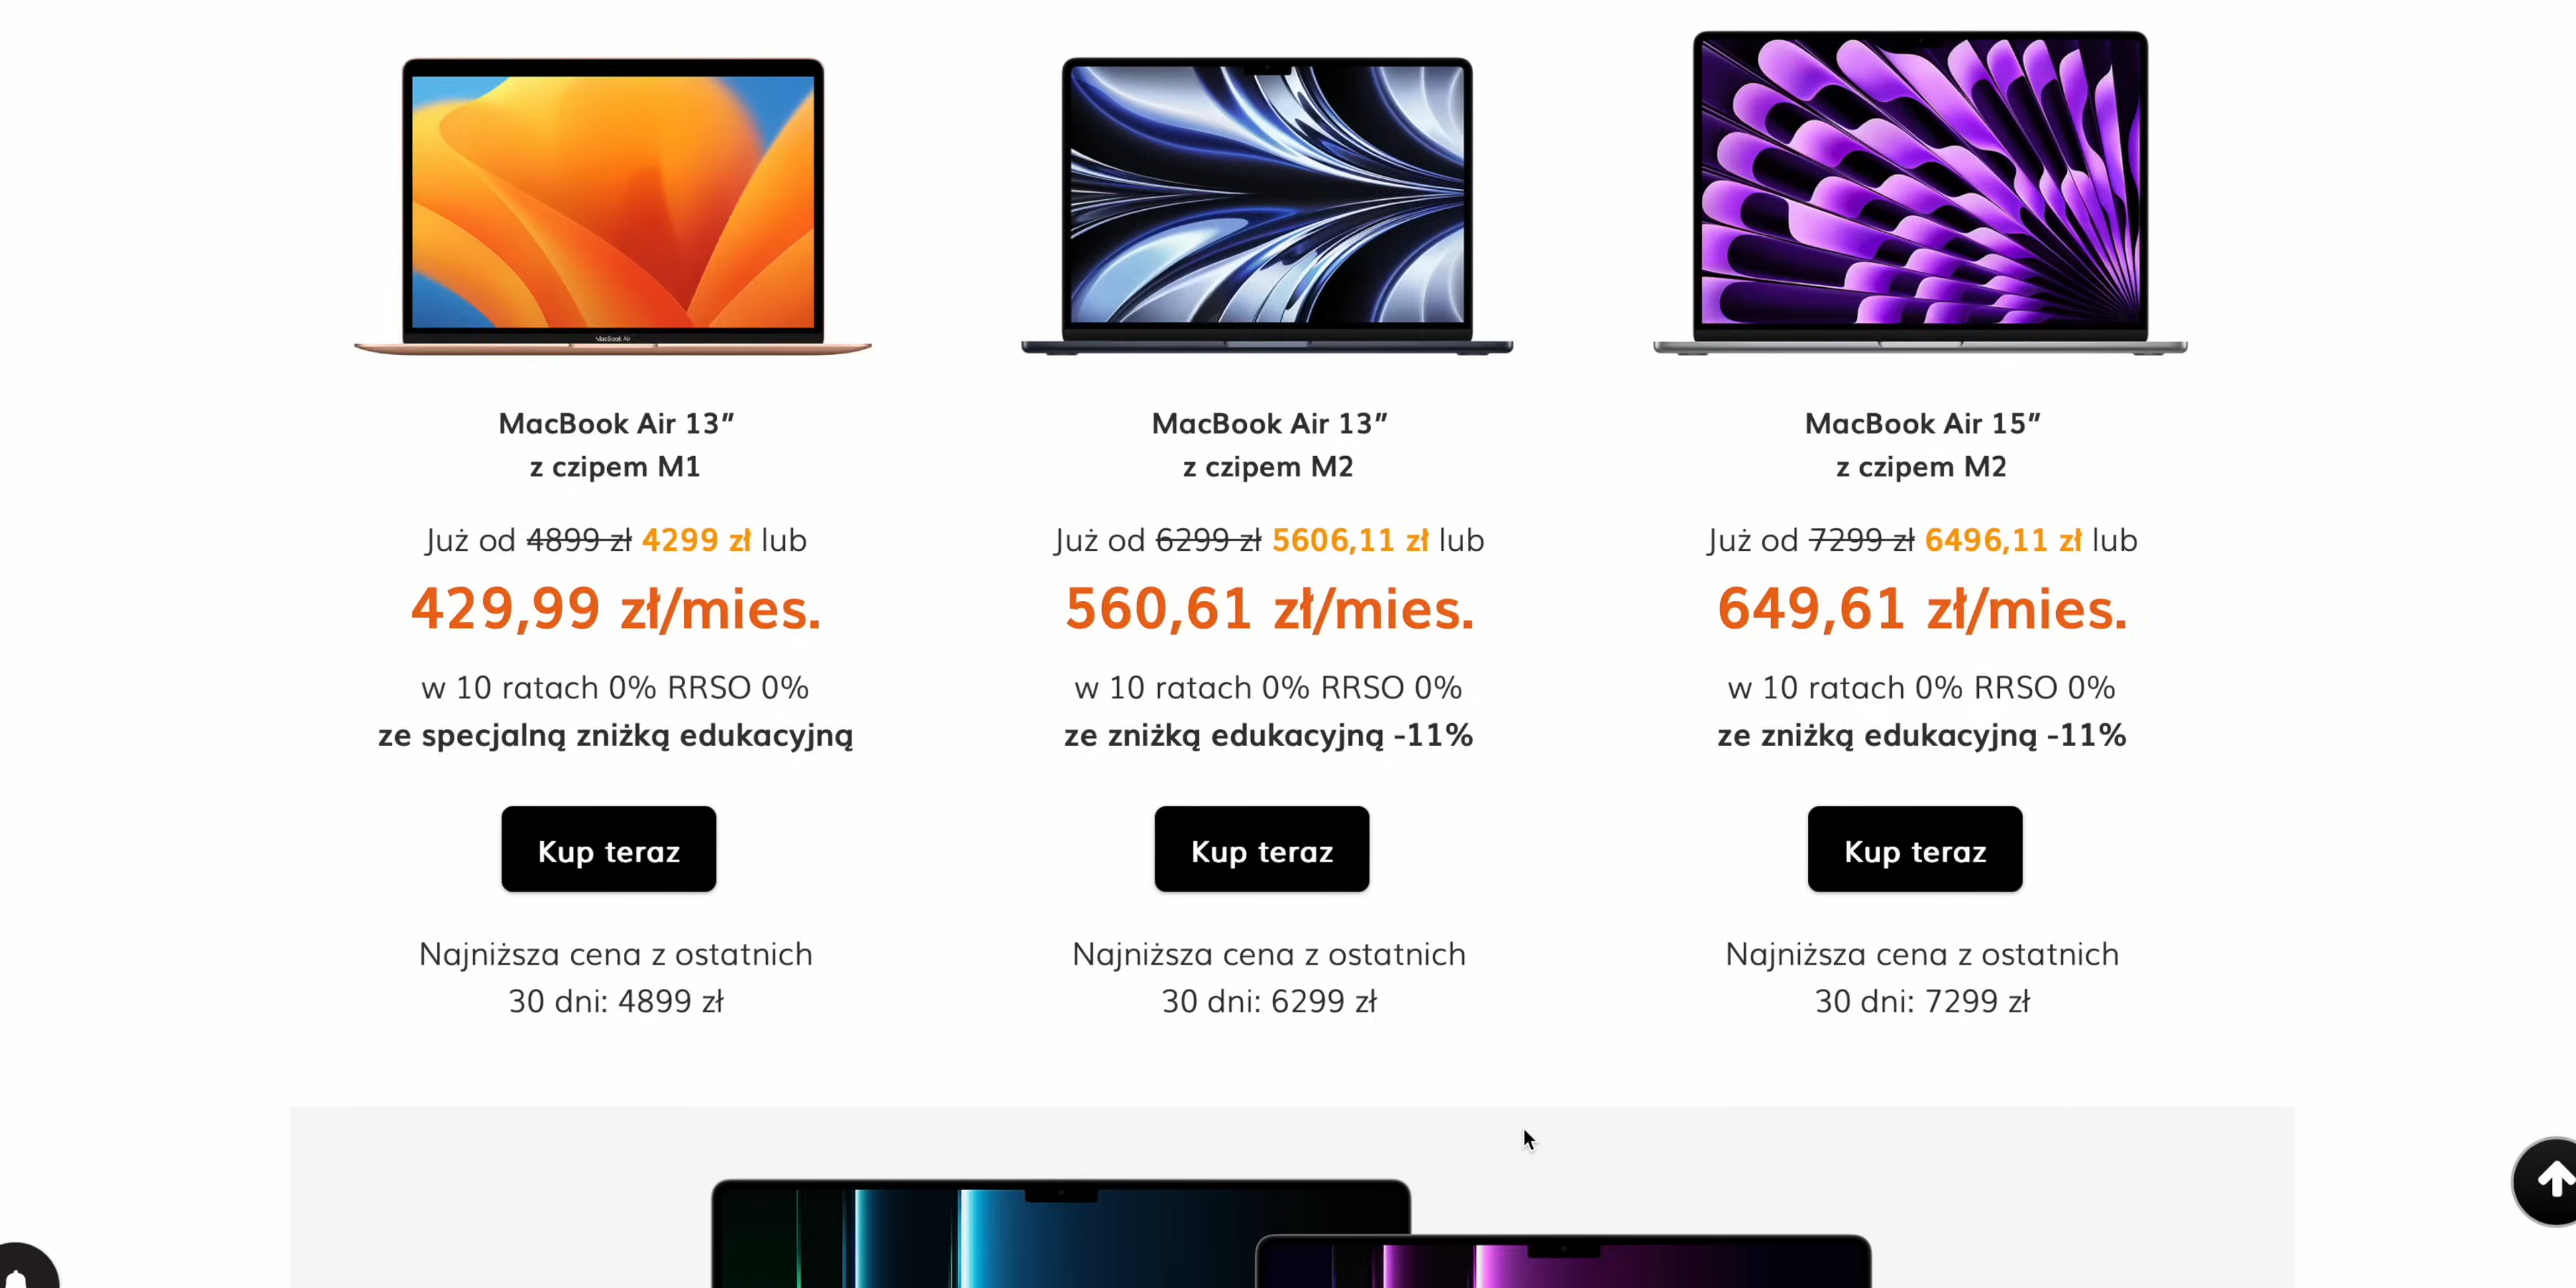 MacBook Air
MacBook Air 13″
z czipem M1
Już od 4899 zł 4299 zł lub
429,99 zł/mies.
w 10 ratach 0% RRSO 0%
ze specjalną zniżką edukacyjną
Kup teraz
Najniższa cena z ostatnich
30 dni: 4899 zł
MacBook Air 13″
z czipem M2
Już od 6299 zł 5606,11 zł lub
560,61 zł/mies.
w 10 ratach 0% RRSO 0%
ze zniżką edukacyjną -11%
Kup teraz
Najniższa cena z ostatnich
30 dni: 6299 zł
MacBook Air 15″
z czipem M2
Już od 7299 zł 6496,11 zł lub
649,61 zł/mies.
w 10 ratach 0% RRSO 0%
ze zniżką edukacyjną -11%
Kup teraz
Najniższa cena z ostatnich
30 dni: 7299 zł